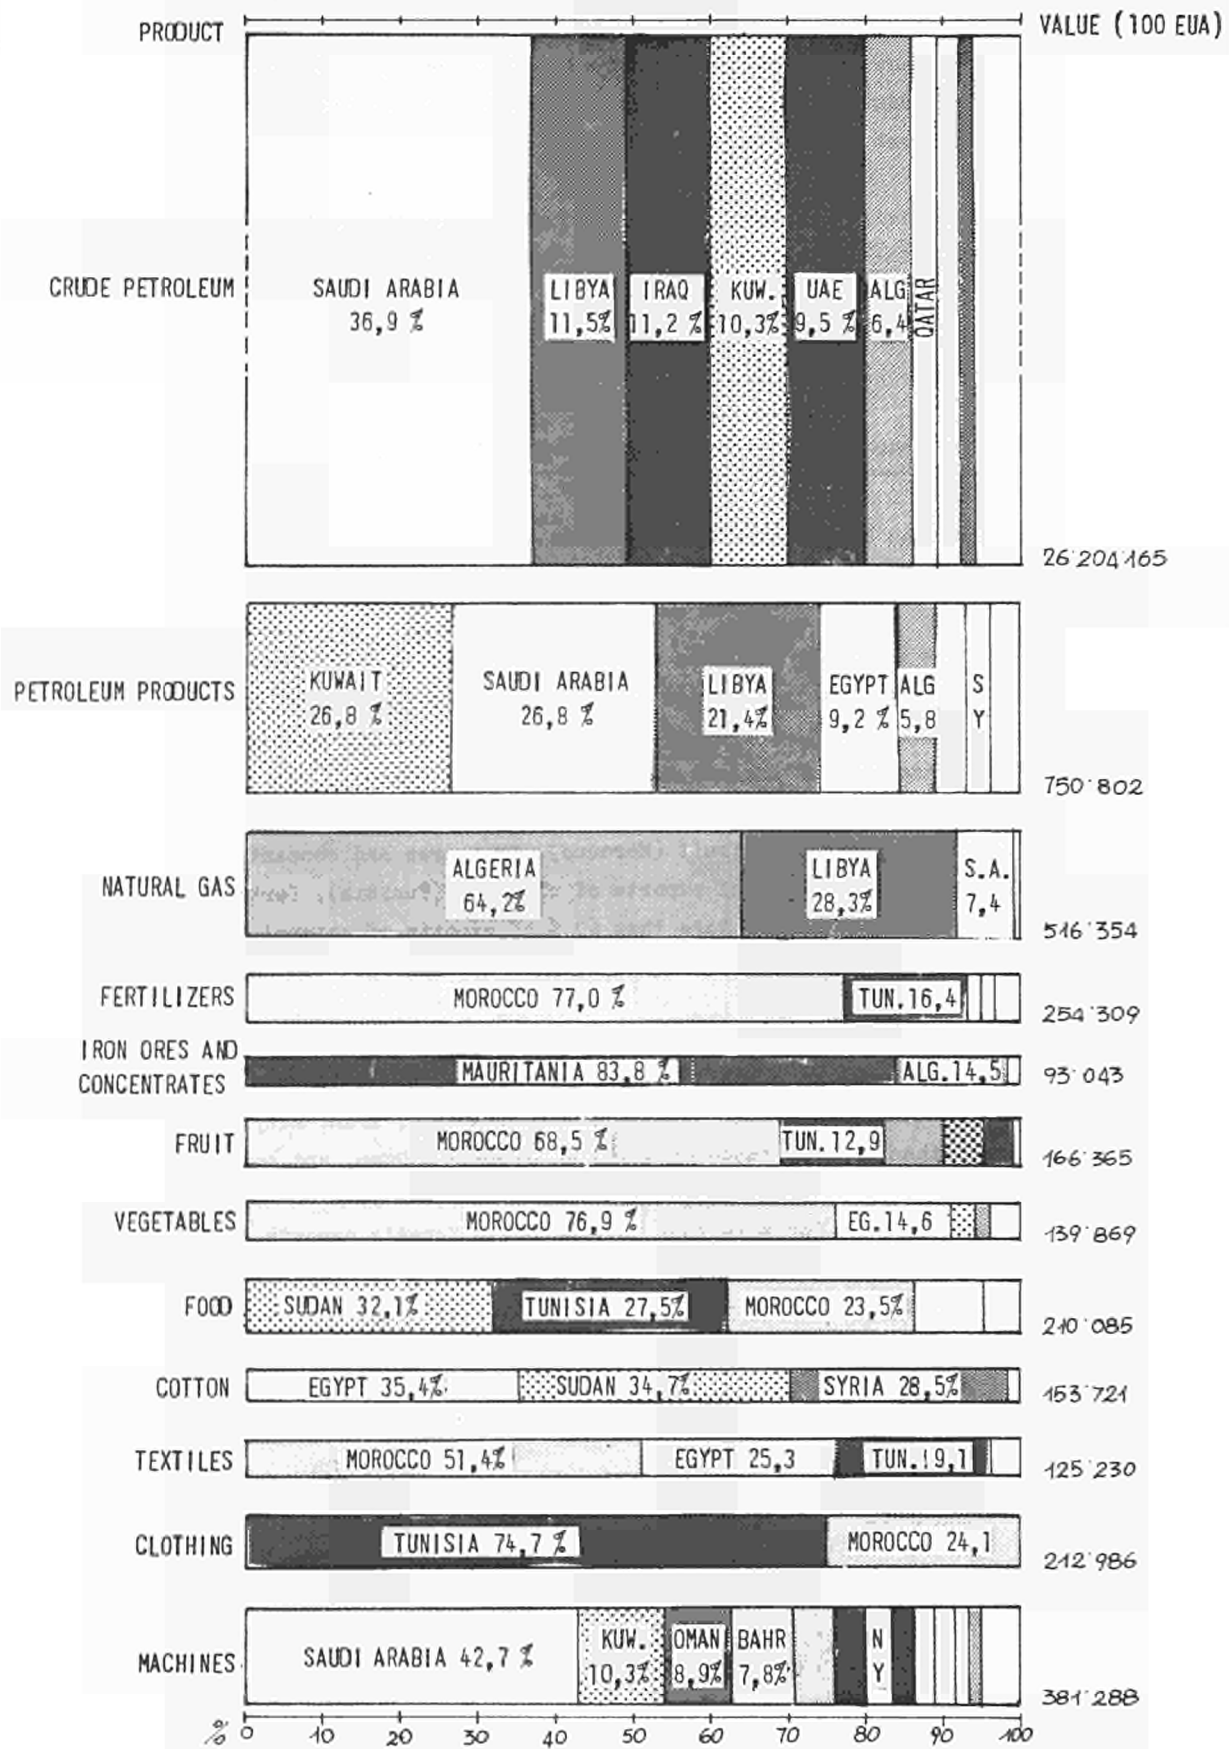 PRODUCT
VALUE (100 EUA)
CRUDE PETROLEUM
SAUDI ARABIA
36,9 %
LIBYA
11,5%
IRAQ
11,2 %
KUW.
10,3%
UAE
9,5 %
ALG
6,4
QATAR
26'204'165
PETROLEUM PRODUCTS
KUWAIT
26,8 %
SAUDI ARABIA
26,8 %
LIBYA
21,4%
EGYPT
9,2 %
ALG
5,8
S
Y
750'802
NATURAL GAS
ALGERIA
64,2%
LIBYA
28,3%
S.A.
7,4
516'354
FERTILIZERS
MOROCCO 77,0 %
TUN.16,4
254'309
IRON ORES AND
CONCENTRATES
MAURITANIA 83,8 %
ALG.14,5
93'043
FRUIT
MOROCCO 68,5 %
TUN.12,9
166'365
VEGETABLES
MOROCCO 76,9 %
EG.14,6
139'869
FOOD
SUDAN 32,1%
TUNISIA 27,5%
MOROCCO 23,5%
210'085
COTTON
EGYPT 35,4%
SUDAN 34,7%
SYRIA 28,5%
153'721
TEXTILES
MOROCCO 51,4%
EGYPT 25,3
TUN.19,1
125'230
CLOTHING
TUNISIA 74,7 %
MOROCCO 24,1
212'986
MACHINES
SAUDI ARABIA 42,7 %
KUW.
10,3%
OMAN
8,9%
BAHR
7,8%
N
Y
381'288
% 0 10 20 30 40 50 60 70 80 90 100